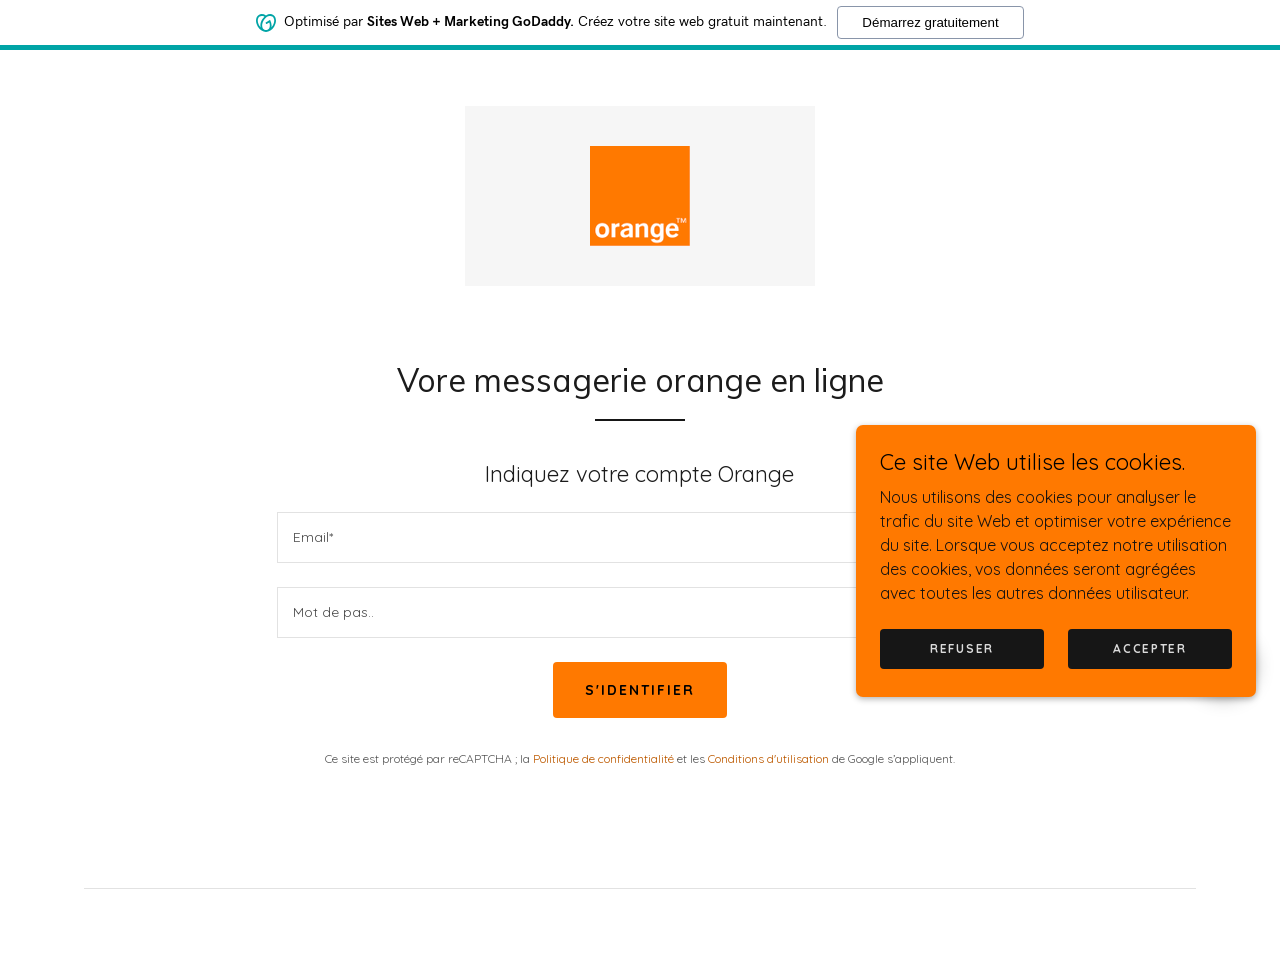 Optimisé par Sites Web + Marketing GoDaddy. Créez votre site web gratuit maintenant. Démarrez gratuitement
orange™
Vore messagerie orange en ligne
Indiquez votre compte Orange
Email*
Mot de pas..
S'IDENTIFIER
Ce site est protégé par reCAPTCHA ; la Politique de confidentialité et les Conditions d'utilisation de Google s'appliquent.
Ce site Web utilise les cookies.
Nous utilisons des cookies pour analyser le
trafic du site Web et optimiser votre expérience
du site. Lorsque vous acceptez notre utilisation
des cookies, vos données seront agrégées
avec toutes les autres données utilisateur.
REFUSER ACCEPTER